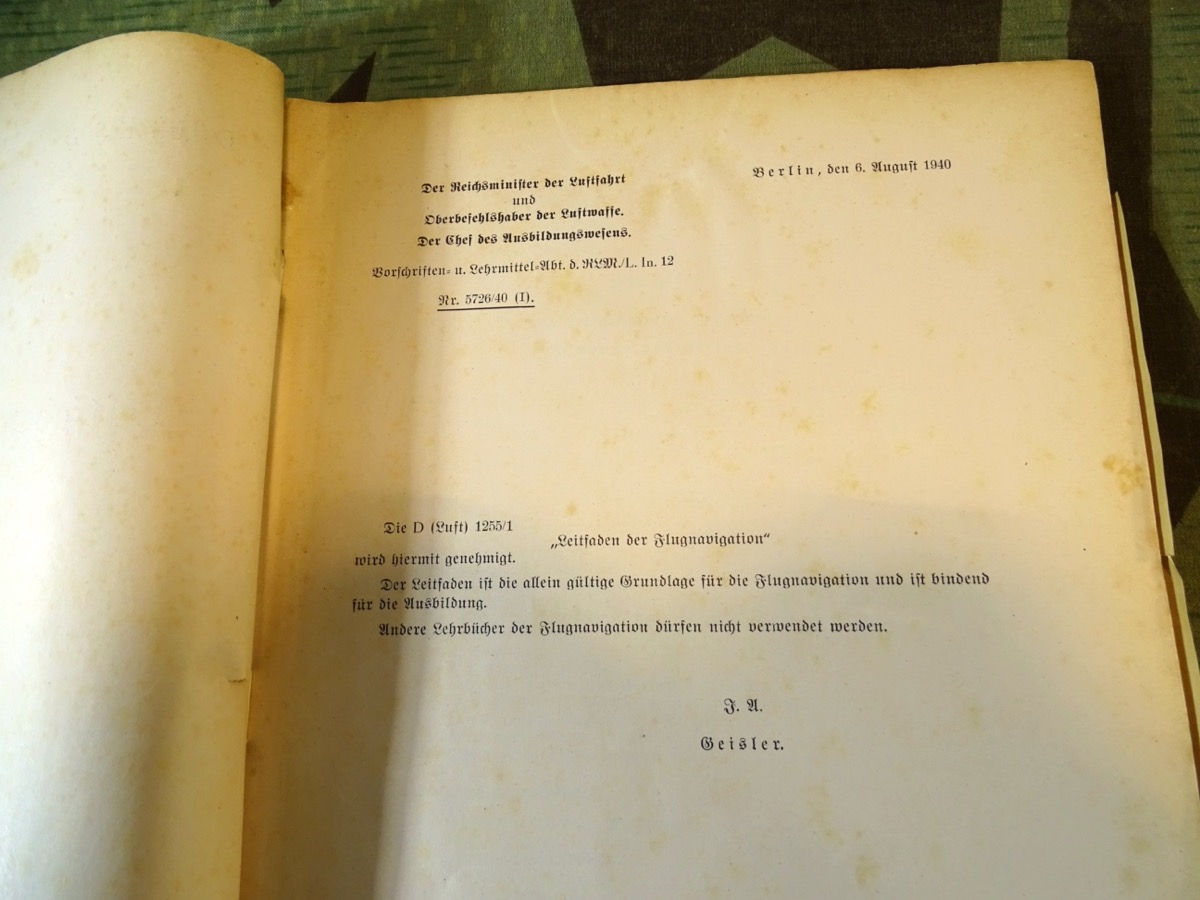 Der Reichsminister der Luftfahrt
und
Oberbefehlshaber der Luftwaffe.
Der Chef des Ausbildungswesens.
Vorschriften- u. Lehrmittel-Abt. d. RLM./L. In. 12
Nr. 5726/40 (I).
Berlin, den 6. August 1940
Die D (Luft) 1255/1
„Leitfaden der Flugnavigation“
wird hiermit genehmigt.
Der Leitfaden ist die allein gültige Grundlage für die Flugnavigation und ist bindend
für die Ausbildung.
Andere Lehrbücher der Flugnavigation dürfen nicht verwendet werden.
J. A.
Geisler.